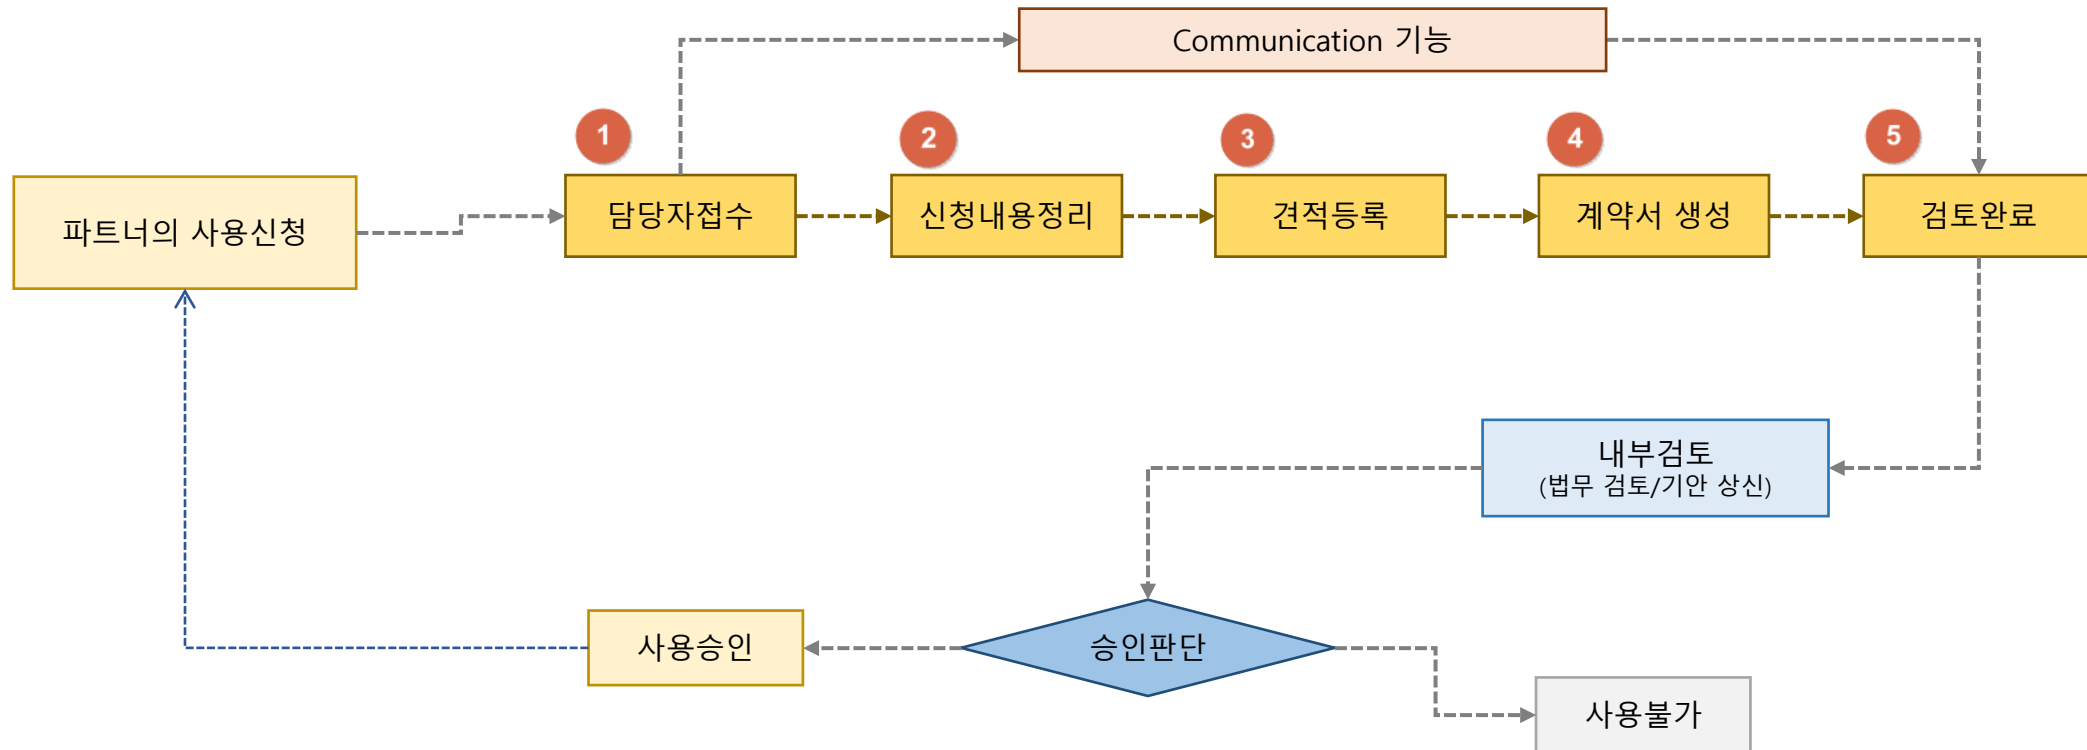 Communication 기능
1
2
3
4
5
파트너의 사용신청
담당자접수
신청내용정리
견적등록
계약서 생성
검토완료
내부검토
(법무 검토/기안 상신)
사용승인
승인판단
사용불가